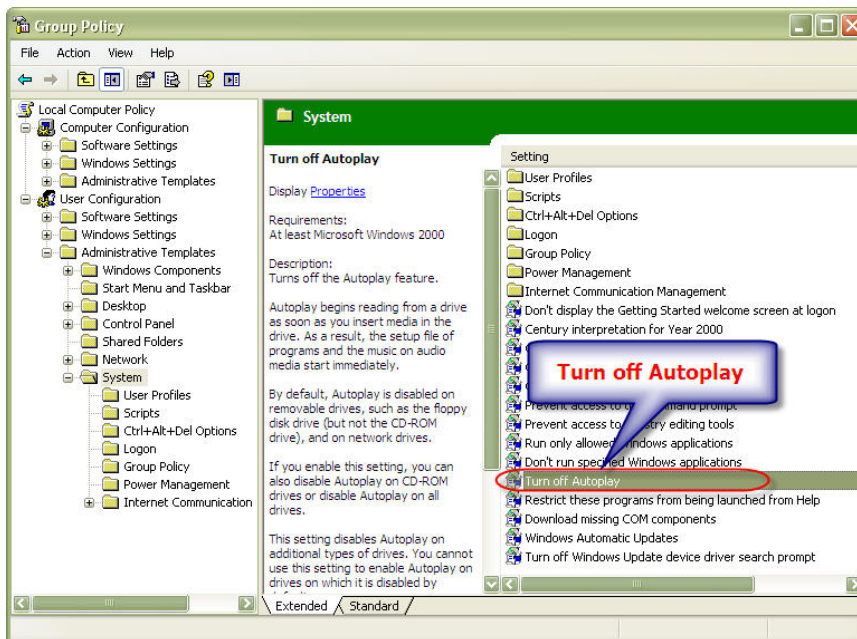 Group Policy
File Action View Help
Local Computer Policy
Computer Configuration
Software Settings
Windows Settings
Administrative Templates
User Configuration
Software Settings
Windows Settings
Administrative Templates
Windows Components
Start Menu and Taskbar
Desktop
Control Panel
Shared Folders
Network
System
User Profiles
Scripts
Ctrl+Alt+Del Options
Logon
Group Policy
Power Management
Internet Communication
System
Turn off Autoplay
Display Properties
Requirements:
At least Microsoft Windows 2000
Description:
Turns off the Autoplay feature.
Autoplay begins reading from a drive
as soon as you insert media in the
drive. As a result, the setup file of
programs and the music on audio
media start immediately.
By default, Autoplay is disabled on
removable drives, such as the floppy
disk drive (but not the CD-ROM
drive), and on network drives.
If you enable this setting, you can
also disable Autoplay on CD-ROM
drives or disable Autoplay on all
drives.
This setting disables Autoplay on
additional types of drives. You cannot
use this setting to enable Autoplay on
drives on which it is disabled by
Setting
User Profiles
Scripts
Ctrl+Alt+Del Options
Logon
Group Policy
Power Management
Internet Communication Management
Don't display the Getting Started welcome screen at logon
Century interpretation for Year 2000
Turn off Autoplay
Prevent access to command prompt
Prevent access to registry editing tools
Run only allowed Windows applications
Don't run specified Windows applications
Turn off Autoplay
Restrict these programs from being launched from Help
Download missing COM components
Windows Automatic Updates
Turn off Windows Update device driver search prompt
Extended Standard